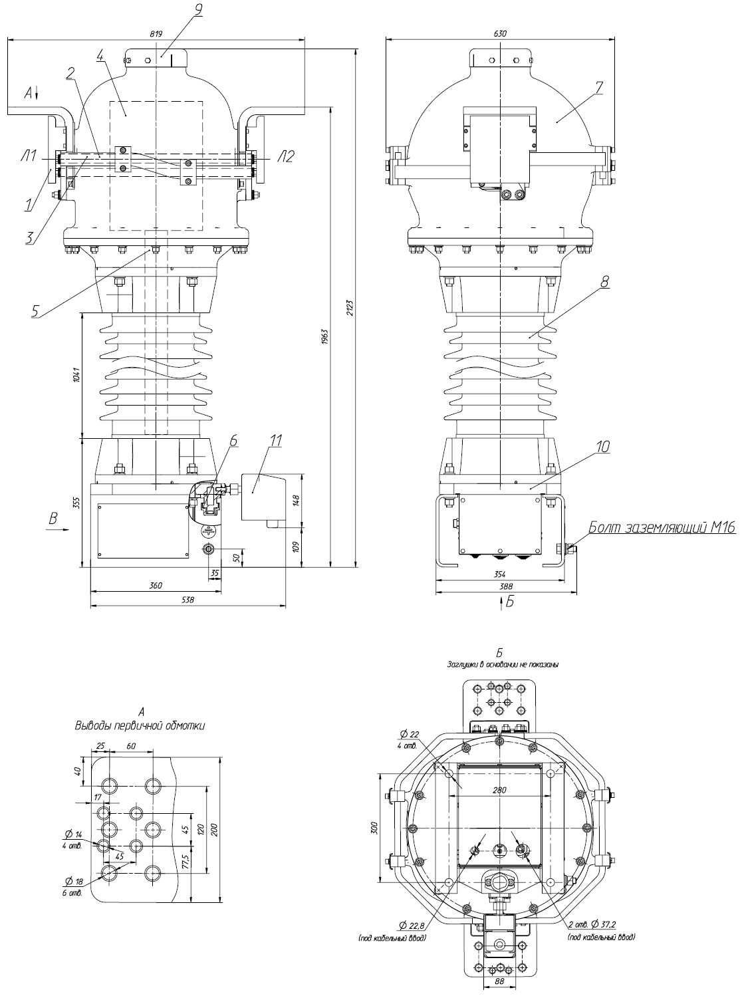 9
819
630
4
2
А
7
Л1
Л2
1
3
5
8
2123
1963
1041
6
11
10
355
148
В
109
Болт заземляющий М16
50
35
360
538
354
388
Б
Б
Заглушки в основании не показаны
А
Выводы первичной обмотки
25
60
40
17
Ф 14
4 отв.
45
45
120
200
77,5
Ф 18
6 отв.
Ф 22
4 отв.
280
300
Ф 22,8
(под кабельный ввод)
2 отв. Ф 37,2
(под кабельный ввод)
88